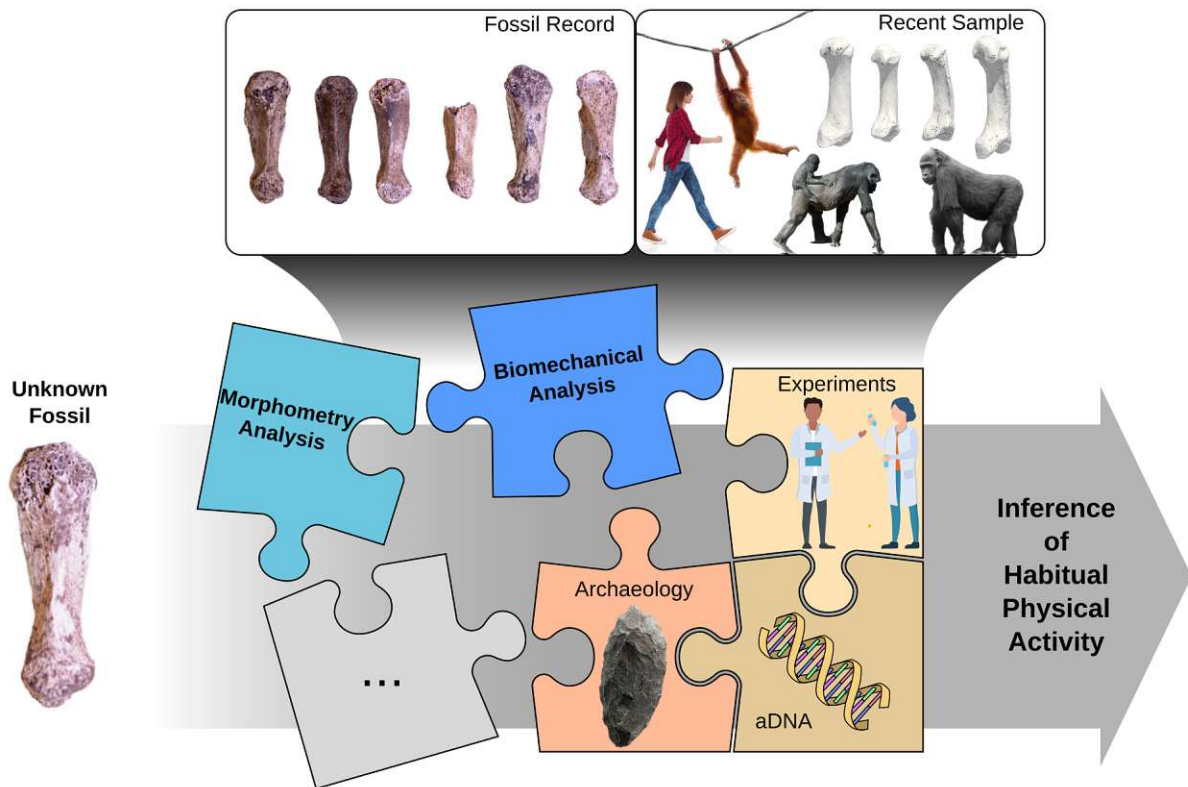 Fossil Record
Recent Sample
Unknown
Fossil
Morphometry
Analysis
Biomechanical
Analysis
Experiments
Archaeology
...
aDNA
Inference
of
Habitual
Physical
Activity